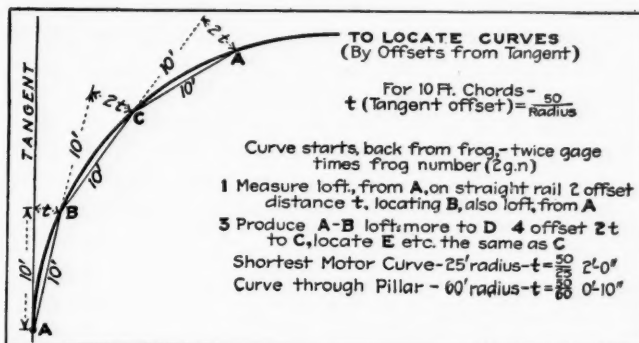 TANGENT
10'
2t
A
10'
10'
2t
C
10'
10'
t
B
10'
10'
A
TO LOCATE CURVES
(By Offsets from Tangent)
For 10 Ft. Chords-
t (Tangent offset) = 50/Radius
Curve starts, back from frog,- twice gage
times frog number (2g.n)
1 Measure 10ft, from A, on straight rail 2 offset
distance t, locating B, also 10ft, from A
3 Produce A-B 10ft. more to D 4 offset 2t
to C, locate E etc. the same as C
Shortest Motor Curve-25' radius-t=50/25 2'-0"
Curve through Pillar - 60' radius-t=50/60 0'-10"